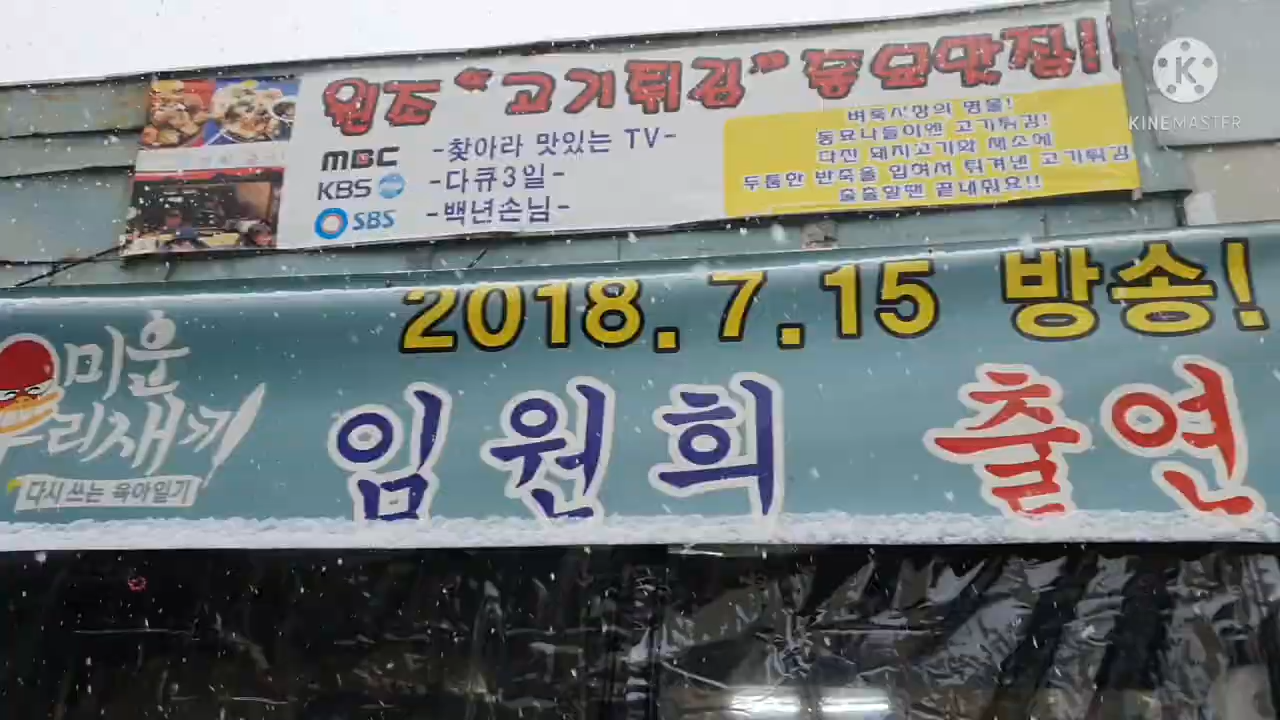 원조 "고기튀김" 동묘맛집!
MBC -찾아라 맛있는 TV-
KBS -다큐3일-
SBS -백년손님-
벼룩시장의 명물!
동묘나들이엔 고기튀김!
다진 돼지고기와 채소에
두툼한 반죽을 입혀서 튀겨낸 고기튀김
출출할땐 끝내줘요!!
KINEMASTER
2018. 7.15 방송!
미운
우리새끼
다시 쓰는 육아일기
임원희 출연